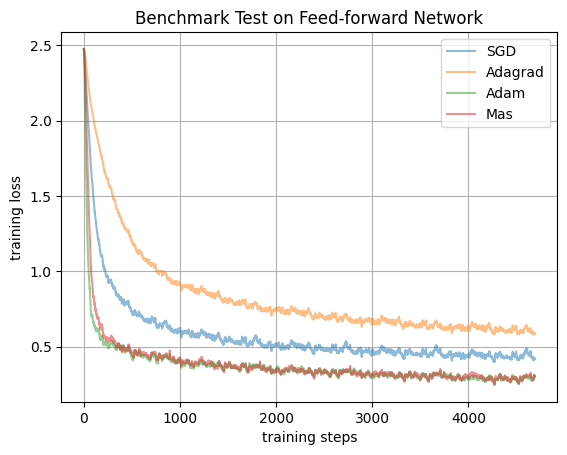 Benchmark Test on Feed-forward Network
2.5
2.0
1.5
1.0
0.5
training loss
SGD
Adagrad
Adam
Mas
0 1000 2000 3000 4000
training steps